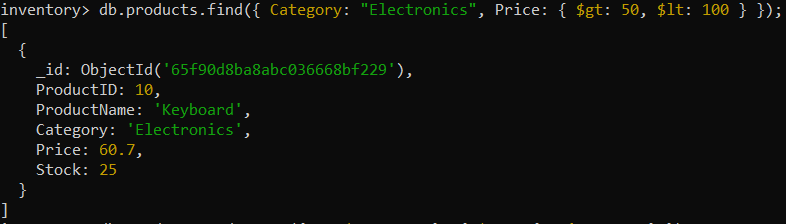 inventory> db.products.find({ Category: "Electronics", Price: { $gt: 50, $lt: 100 } });
[
  {
    _id: ObjectId('65f90d8ba8abc036668bf229'),
    ProductID: 10,
    ProductName: 'Keyboard',
    Category: 'Electronics',
    Price: 60.7,
    Stock: 25
  }
]